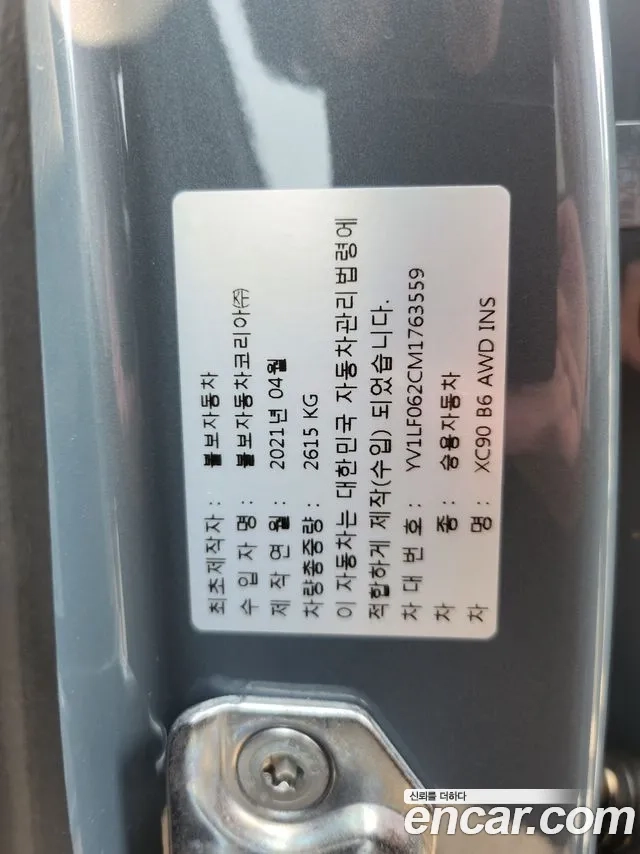 최초제작자 : 볼보자동차
수 입 자 명 : 볼보자동차코리아㈜
제 작 연 월 : 2021년 04월
차량총중량 : 2615 KG
이 자동차는 대한민국 자동차관리법령에
적합하게 제작(수입) 되었습니다.
차 대 번 호 : YV1LF062CM1763559
차 종 : 승용자동차
차 명 : XC90 B6 AWD INS
신뢰를 더하다
encar.com